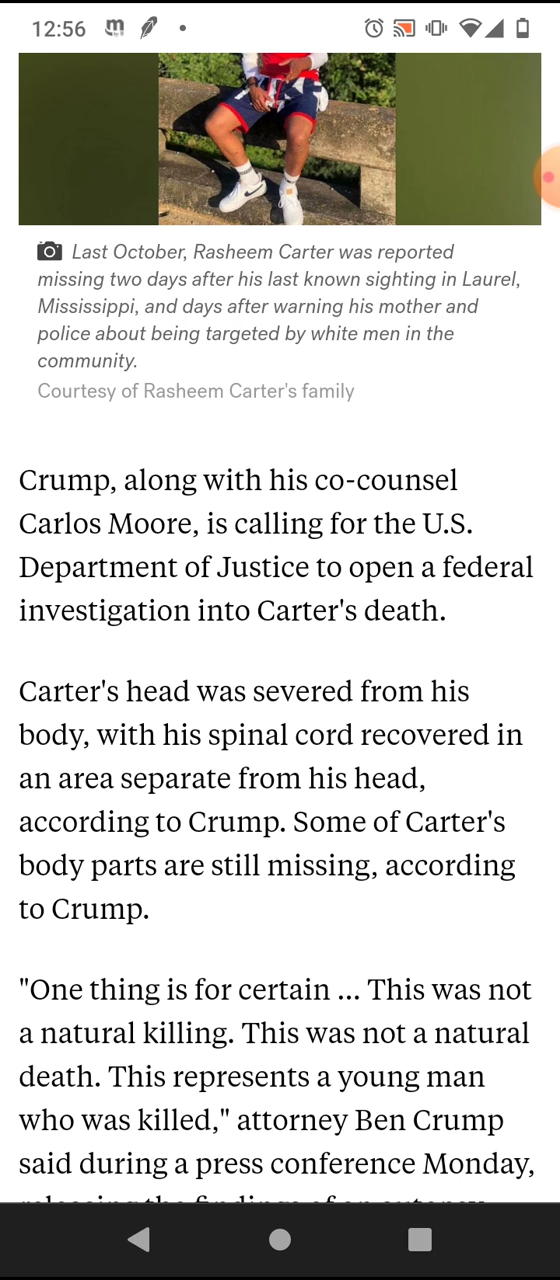 12:56
Last October, Rasheem Carter was reported
missing two days after his last known sighting in Laurel,
Mississippi, and days after warning his mother and
police about being targeted by white men in the
community.
Courtesy of Rasheem Carter's family
Crump, along with his co-counsel
Carlos Moore, is calling for the U.S.
Department of Justice to open a federal
investigation into Carter's death.
Carter's head was severed from his
body, with his spinal cord recovered in
an area separate from his head,
according to Crump. Some of Carter's
body parts are still missing, according
to Crump.
"One thing is for certain ... This was not
a natural killing. This was not a natural
death. This represents a young man
who was killed," attorney Ben Crump
said during a press conference Monday,
releasing the findings of an autopsy